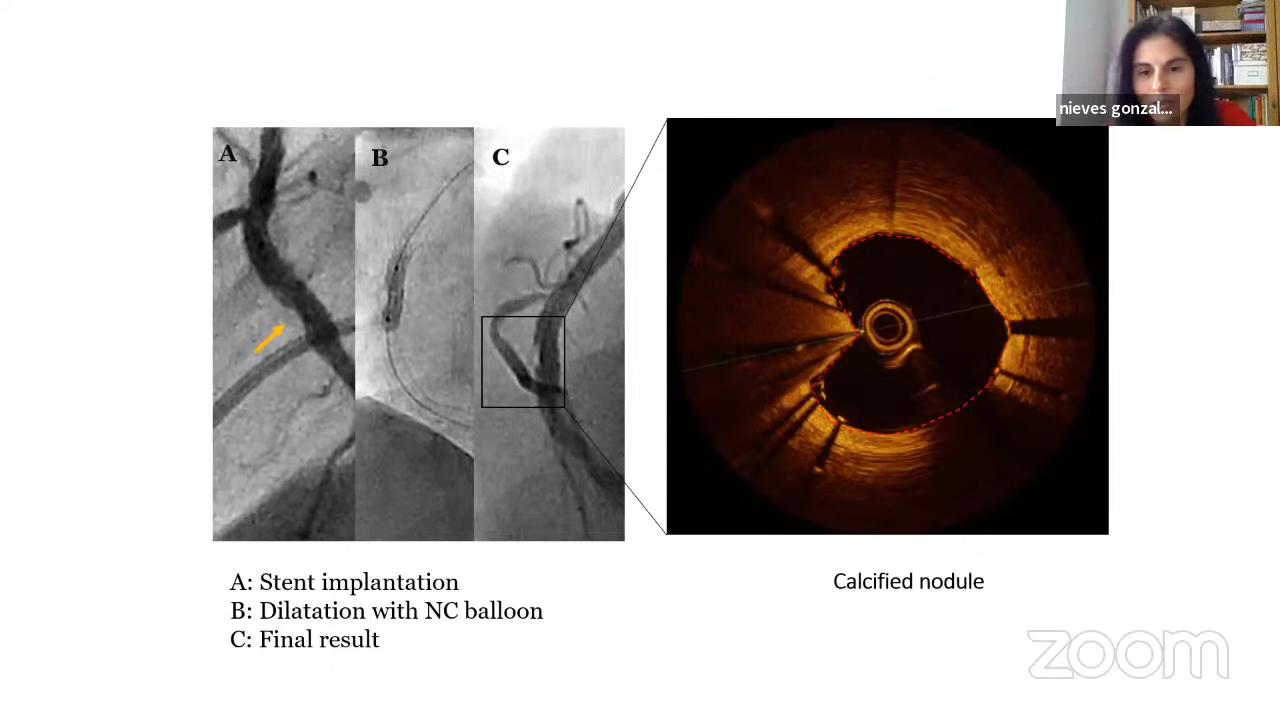 nieves gonzal...
A
B
C
A: Stent implantation
B: Dilatation with NC balloon
C: Final result
Calcified nodule
zoom